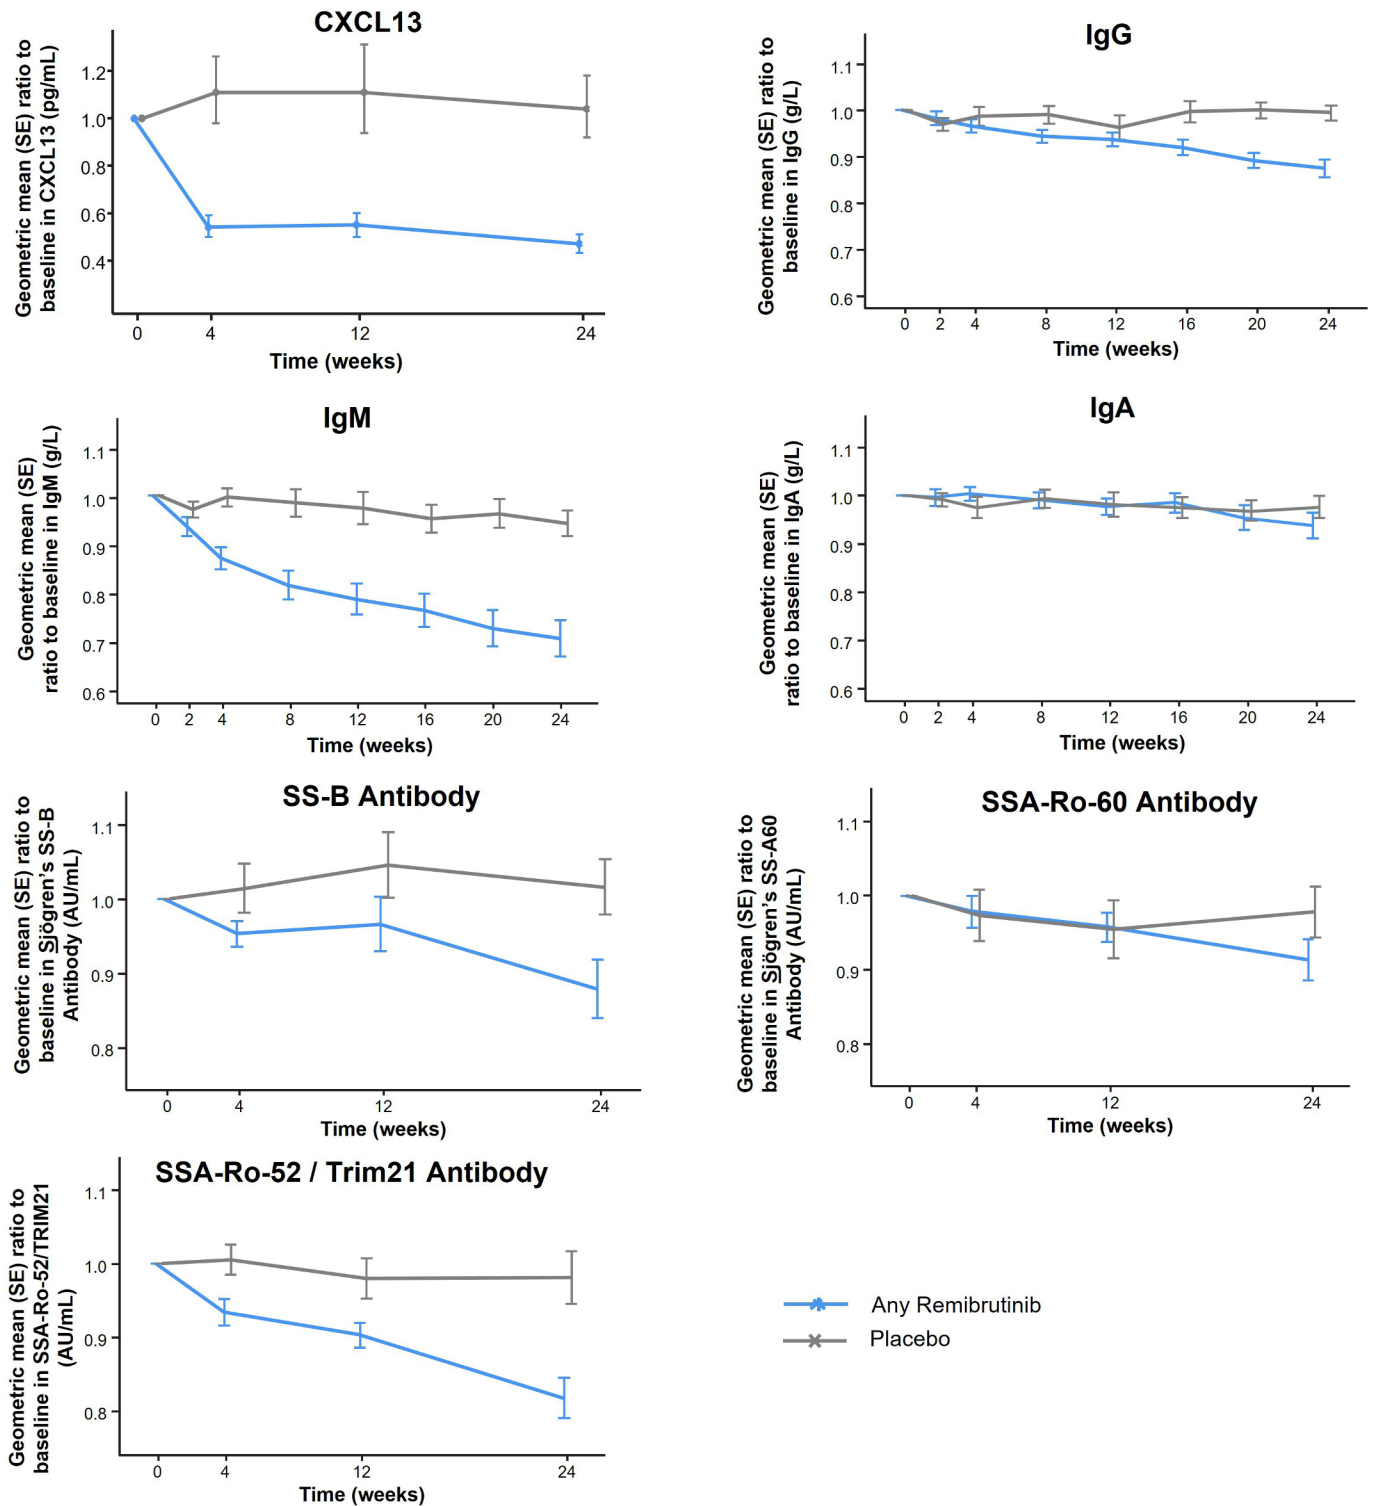 CXCL13
Geometric mean (SE) ratio to
baseline in CXCL13 (pg/mL)
1.2
1.0
0.8
0.6
0.4
0
4
12
24
Time (weeks)
IgG
Geometric mean (SE) ratio to
baseline in IgG (g/L)
1.1
1.0
0.9
0.8
0.7
0.6
0
2
4
8
12
16
20
24
Time (weeks)
IgM
Geometric mean (SE)
ratio to baseline in IgM (g/L)
1.1
1.0
0.9
0.8
0.7
0.6
0
2
4
8
12
16
20
24
Time (weeks)
IgA
Geometric mean (SE)
ratio to baseline in IgA (g/L)
1.1
1.0
0.9
0.8
0.7
0.6
0
2
4
8
12
16
20
24
Time (weeks)
SS-B Antibody
Geometric mean (SE) ratio to
baseline in Sjögren's SS-B
Antibody (AU/mL)
1.1
1.0
0.9
0.8
0
4
12
24
Time (weeks)
SSA-Ro-60 Antibody
Geometric mean (SE) ratio to
baseline in Sjögren's SS-A60
Antibody (AU/mL)
1.1
1.0
0.9
0.8
0
4
12
24
Time (weeks)
SSA-Ro-52 / Trim21 Antibody
Geometric mean (SE) ratio to
baseline in SSA-Ro-52/TRIM21
(AU/mL)
1.1
1.0
0.9
0.8
0
4
12
24
Time (weeks)
Any Remibrutinib
Placebo